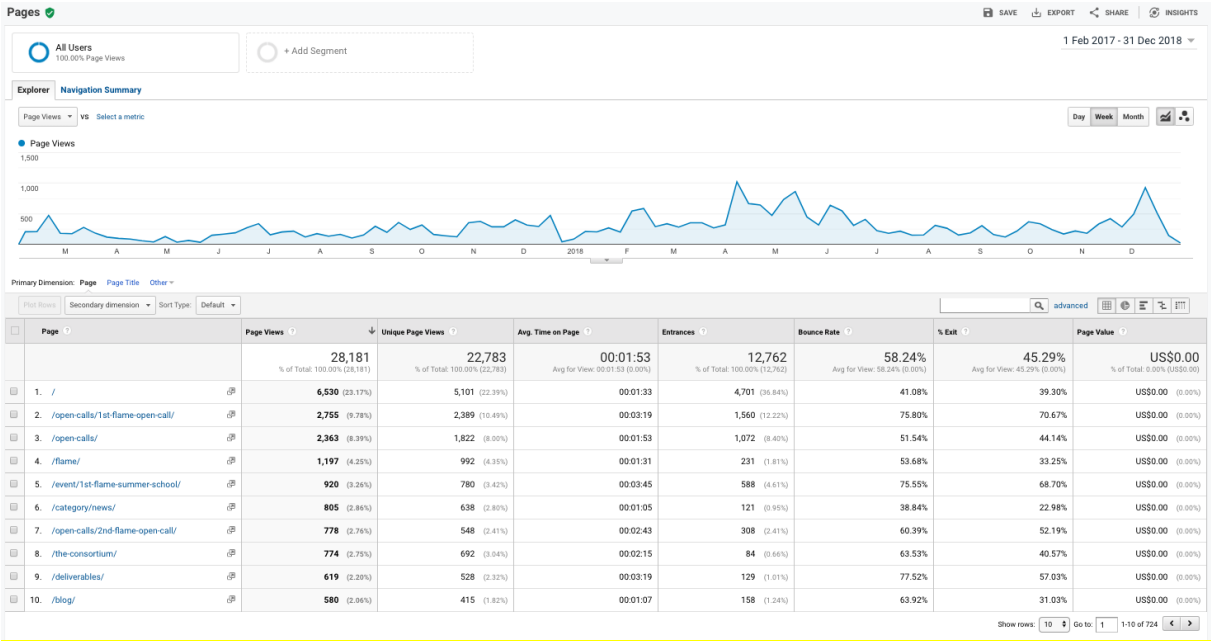 Pages
SAVE EXPORT SHARE INSIGHTS
All Users
100.00% Page Views
+ Add Segment
1 Feb 2017 - 31 Dec 2018
Explorer Navigation Summary
Page Views VS Select a metric
Day Week Month
Page Views
1,500
1,000
500
M A M J J A S O N D 2018 F M A M J J A S O N D
Primary Dimension: Page Page Title Other
Plot Rows Secondary dimension Sort Type: Default advanced
Page ? Page Views ? Unique Page Views ? Avg. Time on Page ? Entrances ? Bounce Rate ? % Exit ? Page Value ?
28,181 22,783 00:01:53 12,762 58.24% 45.29% US$0.00
% of Total: 100.00% (28,181) % of Total: 100.00% (22,783) Avg for View: 00:01:53 (0.00%) % of Total: 100.00% (12,762) Avg for View: 58.24% (0.00%) Avg for View: 45.29% (0.00%) % of Total: 0.00% (US$0.00)
1. / 6,530 (23.17%) 5,101 (22.39%) 00:01:33 4,701 (36.84%) 41.08% 39.30% US$0.00 (0.00%)
2. /open-calls/1st-flame-open-call/ 2,755 (9.78%) 2,389 (10.49%) 00:03:19 1,560 (12.22%) 75.80% 70.67% US$0.00 (0.00%)
3. /open-calls/ 2,363 (8.39%) 1,822 (8.00%) 00:01:53 1,072 (8.40%) 51.54% 44.14% US$0.00 (0.00%)
4. /flame/ 1,197 (4.25%) 992 (4.35%) 00:01:31 231 (1.81%) 53.68% 33.25% US$0.00 (0.00%)
5. /event/1st-flame-summer-school/ 920 (3.26%) 780 (3.42%) 00:03:45 588 (4.61%) 75.55% 68.70% US$0.00 (0.00%)
6. /category/news/ 805 (2.86%) 638 (2.80%) 00:01:05 121 (0.95%) 38.84% 22.98% US$0.00 (0.00%)
7. /open-calls/2nd-flame-open-call/ 778 (2.76%) 548 (2.41%) 00:02:43 308 (2.41%) 60.39% 52.19% US$0.00 (0.00%)
8. /the-consortium/ 774 (2.75%) 692 (3.04%) 00:02:15 84 (0.66%) 63.53% 40.57% US$0.00 (0.00%)
9. /deliverables/ 619 (2.20%) 528 (2.32%) 00:03:19 129 (1.01%) 77.52% 57.03% US$0.00 (0.00%)
10. /blog/ 580 (2.06%) 415 (1.82%) 00:01:07 158 (1.24%) 63.92% 31.03% US$0.00 (0.00%)
Show rows: 10 Go to: 1 1-10 of 724